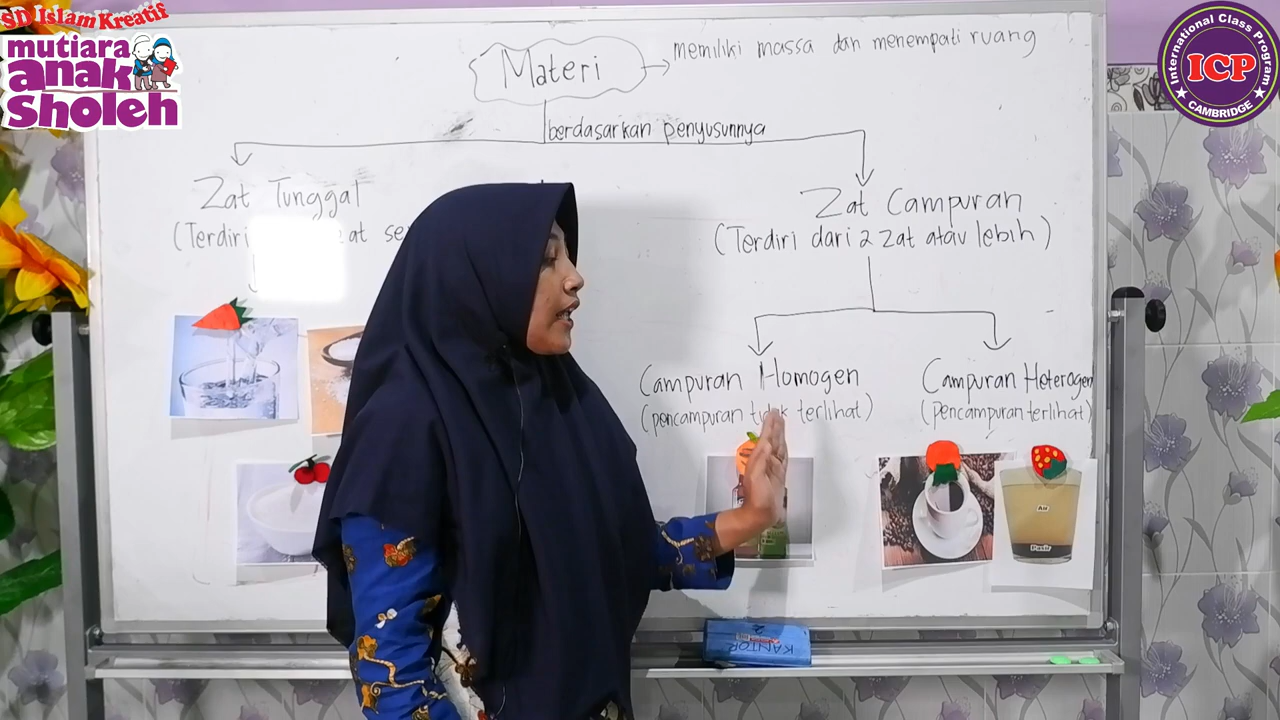 SD Islam Kreatif
mutiara
anak
Sholeh
International Class Program
ICP
CAMBRIDGE
Materi
memiliki massa dan menempati ruang
berdasarkan penyusunnya
Zat Tunggal
(Terdiri
Zat Campuran
(Terdiri dari 2 zat atau lebih)
Campuran Homogen
(pencampuran tidak terlihat)
Campuran Heterogen
(pencampuran terlihat)
Air
Pasir
KANTOR
2